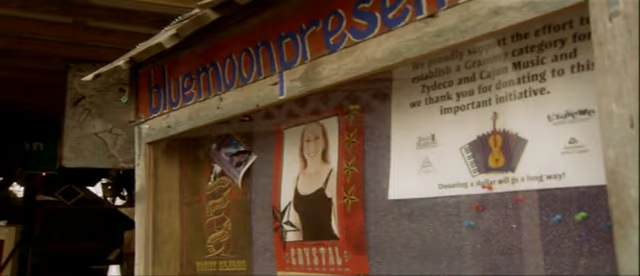 bluemoonpresen
We proudly support the effort to
establish a Grammy category for
Zydeco and Cajun Music and
we thank you for donating to this
important initiative.
Donating a dollar will go a long way!
CRYSTAL